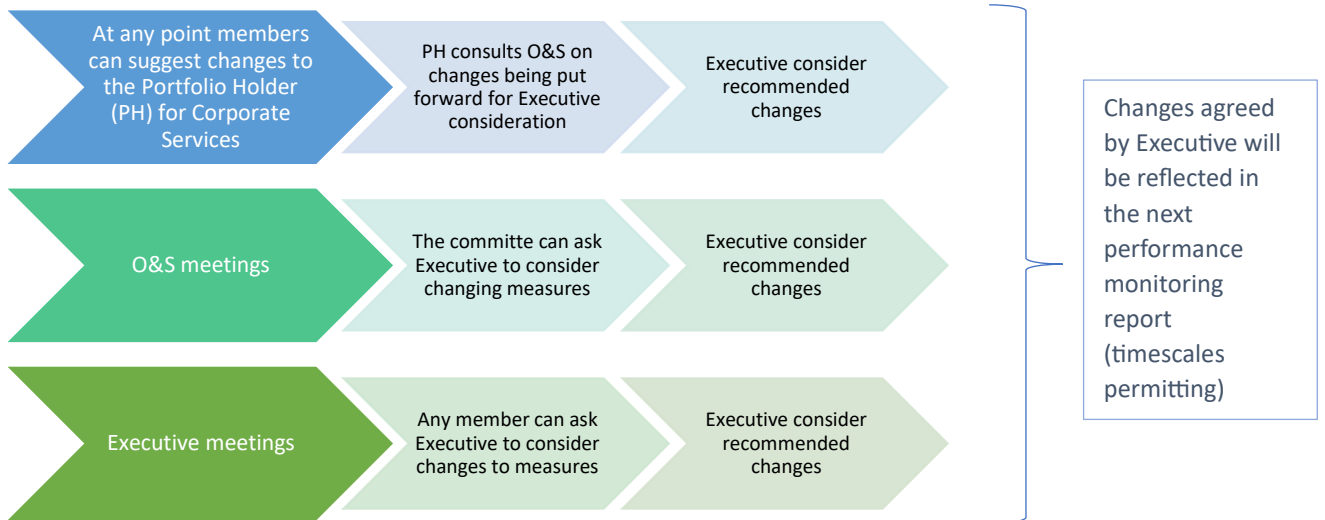 At any point members
can suggest changes to
the Portfolio Holder
(PH) for Corporate
Services
PH consults O&S on
changes being put
forward for Executive
consideration
Executive consider
recommended
changes
O&S meetings
The committe can ask
Executive to consider
changing measures
Executive consider
recommended
changes
Executive meetings
Any member can ask
Executive to consider
changes to measures
Executive consider
recommended
changes
Changes agreed
by Executive will
be reflected in
the next
performance
monitoring
report
(timescales
permitting)